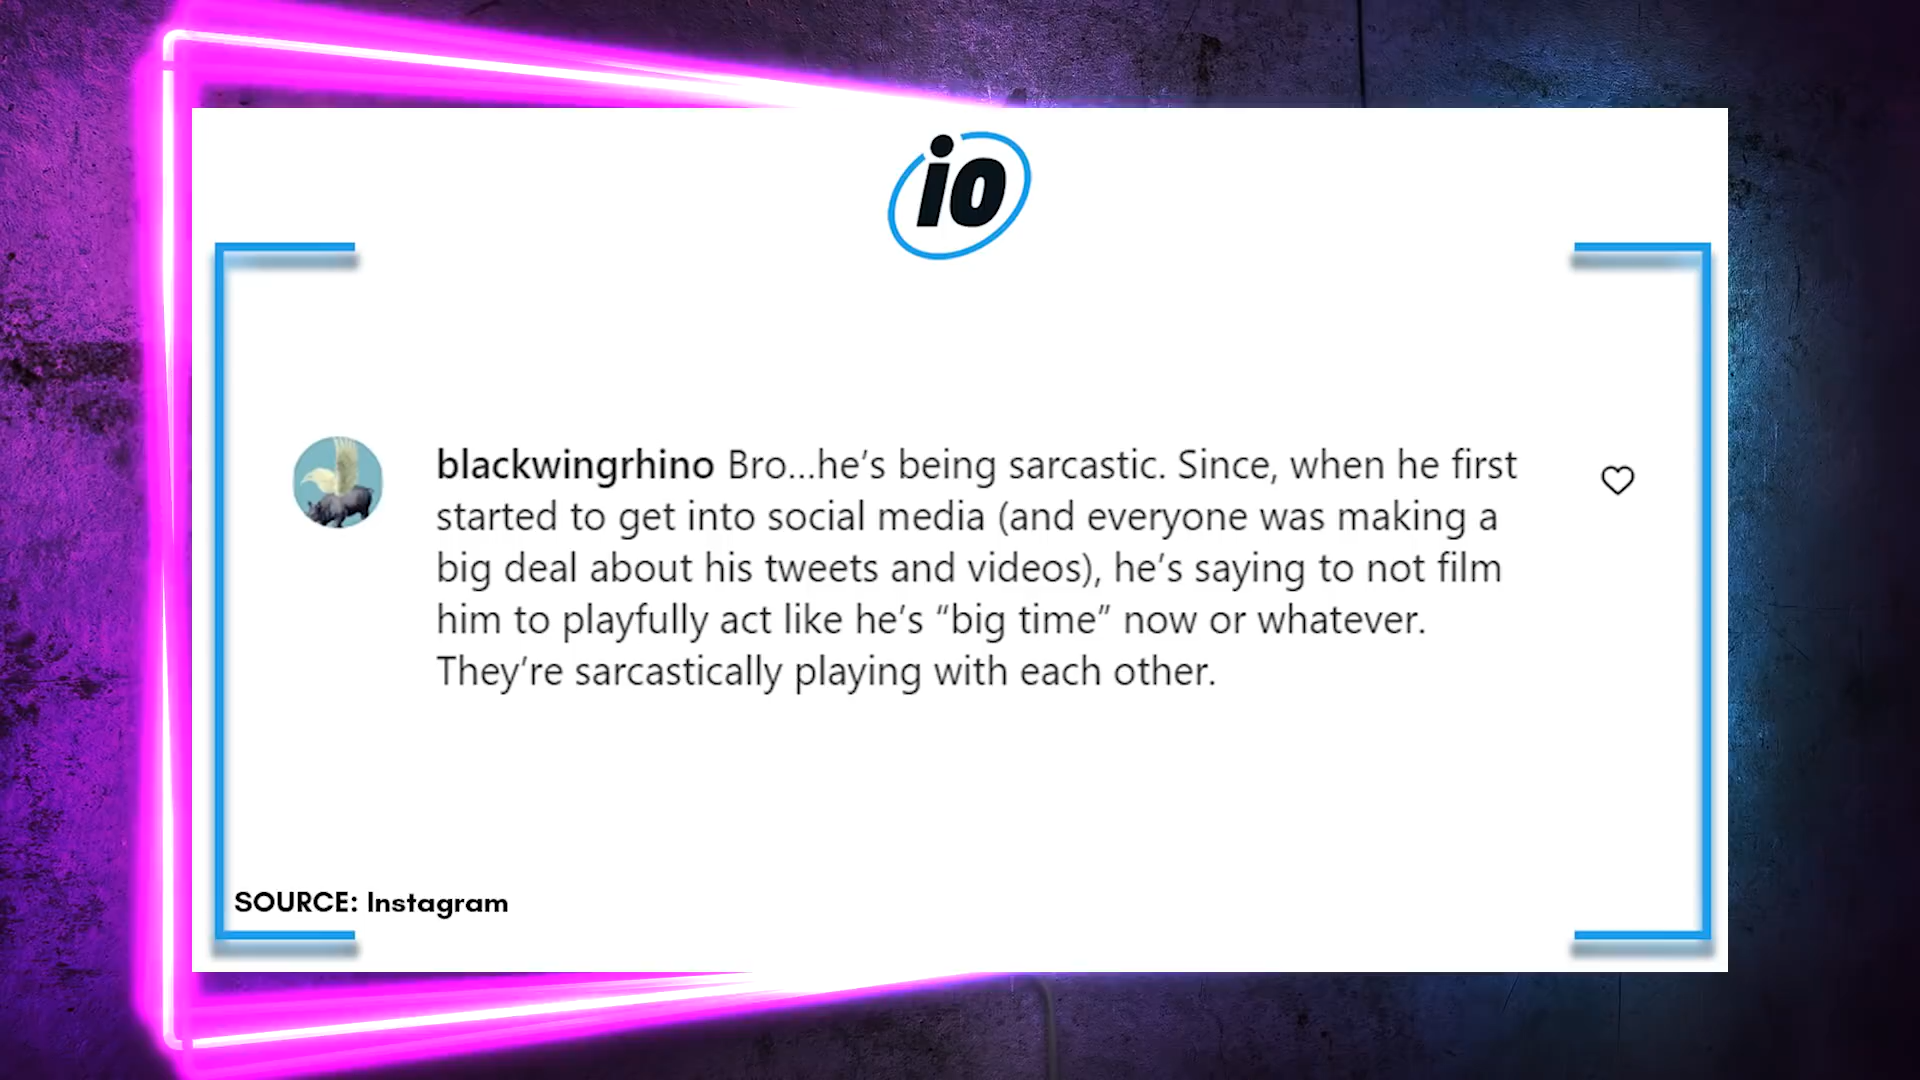 io
blackwingrhino Bro...he’s being sarcastic. Since, when he first
started to get into social media (and everyone was making a
big deal about his tweets and videos), he’s saying to not film
him to playfully act like he’s “big time” now or whatever.
They’re sarcastically playing with each other.
SOURCE: Instagram